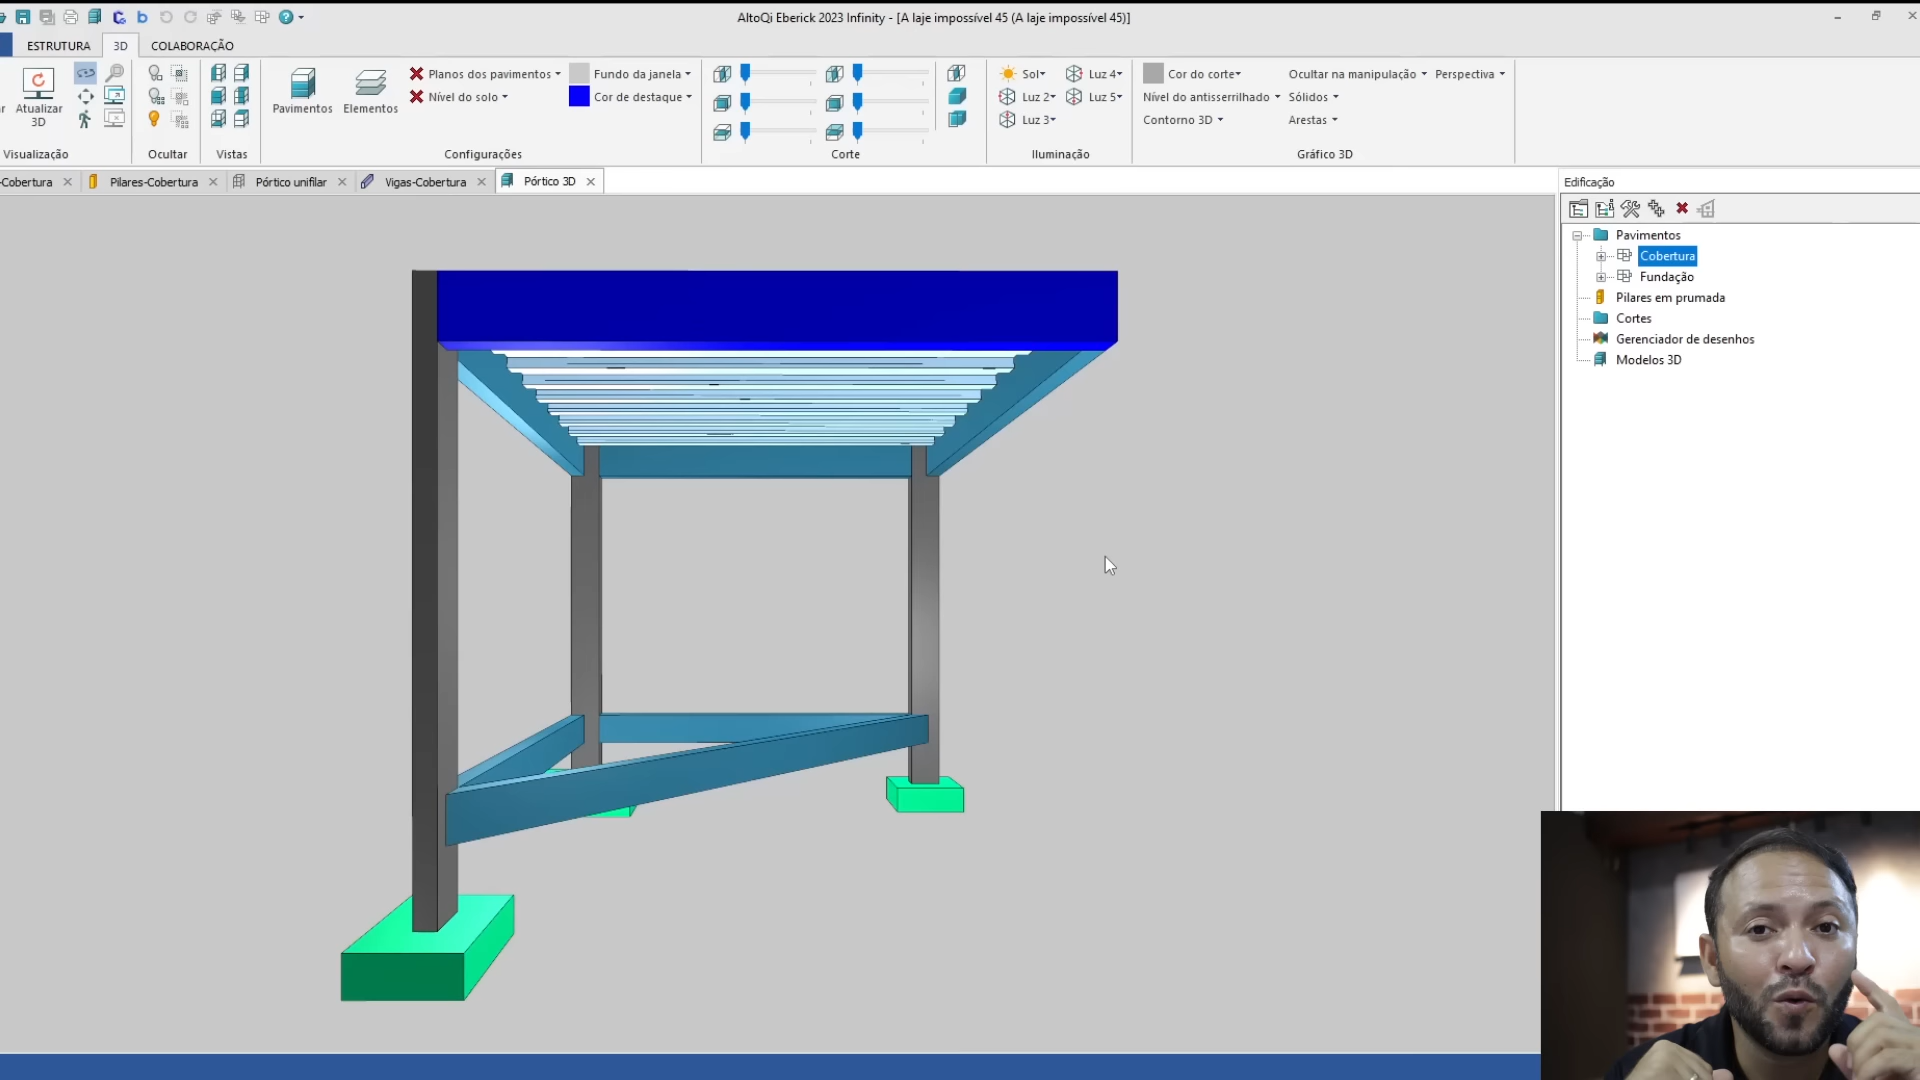 AltoQi Eberick 2023 Infinity - [A laje impossível 45 (A laje impossível 45)]
ESTRUTURA
3D
COLABORAÇÃO
Atualizar
3D
Visualização
Ocultar
Vistas
Pavimentos
Elementos
Planos dos pavimentos
Nível do solo
Fundo da janela
Cor de destaque
Configurações
Corte
Sol
Luz 2
Luz 3
Luz 4
Luz 5
Iluminação
Cor do corte
Nível do antisserrilhado
Contorno 3D
Ocultar na manipulação
Sólidos
Arestas
Perspectiva
Gráfico 3D
-Cobertura
Pilares-Cobertura
Pórtico unifilar
Vigas-Cobertura
Pórtico 3D
Edificação
Pavimentos
Cobertura
Fundação
Pilares em prumada
Cortes
Gerenciador de desenhos
Modelos 3D